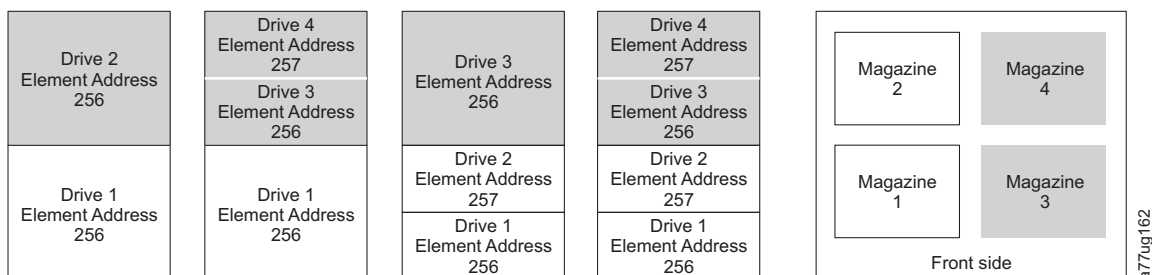 Drive 2
Element Address
256
Drive 1
Element Address
256
Drive 4
Element Address
257
Drive 3
Element Address
256
Drive 1
Element Address
256
Drive 3
Element Address
256
Drive 2
Element Address
257
Drive 1
Element Address
256
Drive 4
Element Address
257
Drive 3
Element Address
256
Drive 2
Element Address
257
Drive 1
Element Address
256
Magazine
2
Magazine
4
Magazine
1
Magazine
3
Front side
a77ug162